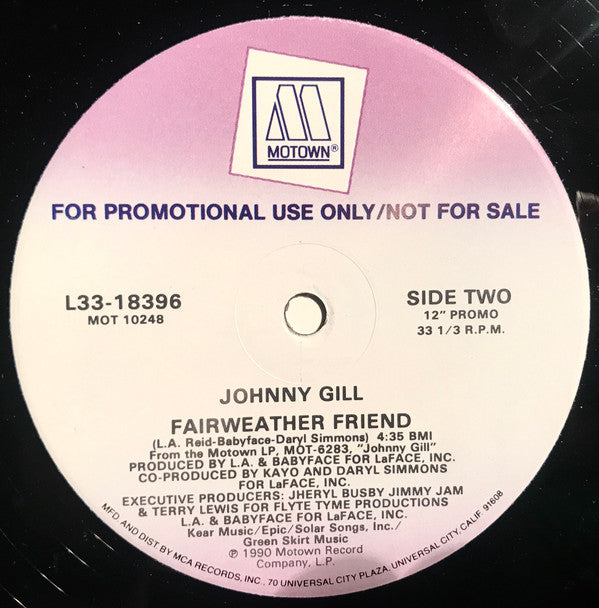 MOTOWN®
FOR PROMOTIONAL USE ONLY/NOT FOR SALE
L33-18396
MOT 10248
SIDE TWO
12" PROMO
33 1/3 R.P.M.
JOHNNY GILL
FAIRWEATHER FRIEND
(L.A. Reid-Babyface-Daryl Simmons) 4:35 BMI
From the Motown LP, MOT-6283, "Johnny Gill"
PRODUCED BY L.A. & BABYFACE FOR LaFACE, INC.
CO-PRODUCED BY KAYO AND DARYL SIMMONS
FOR LaFACE, INC.
EXECUTIVE PRODUCERS: JHERYL BUSBY JIMMY JAM
& TERRY LEWIS FOR FLYTE TYME PRODUCTIONS
L.A. & BABYFACE FOR LaFACE, INC.
Kear Music/Epic/Solar Songs, Inc./
Green Skirt Music
℗ 1990 Motown Record
Company, L.P.
MFD AND DIST BY MCA RECORDS, INC., 70 UNIVERSAL CITY PLAZA, UNIVERSAL CITY, CALIF. 91608